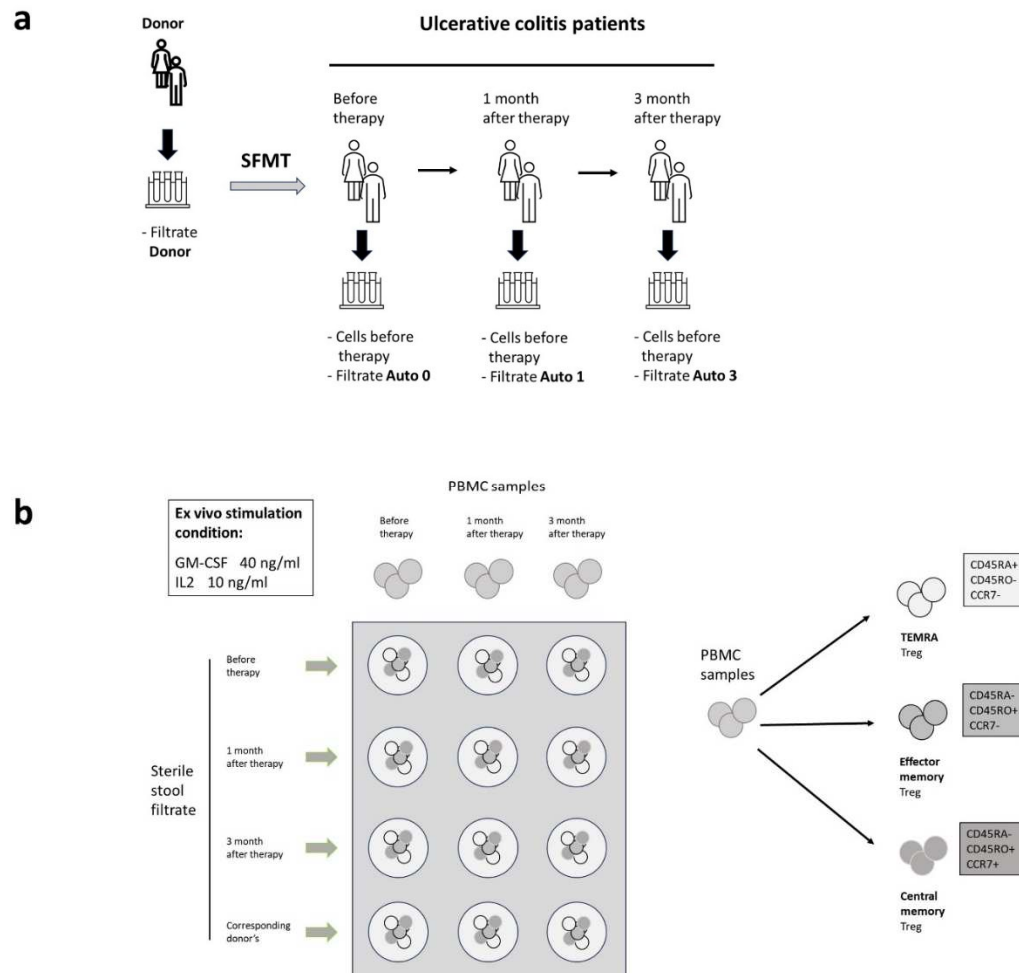 a
Donor
Ulcerative colitis patients
Before
therapy
1 month
after therapy
3 month
after therapy
SFMT
- Filtrate
Donor
- Cells before
therapy
- Filtrate Auto 0
- Cells before
therapy
- Filtrate Auto 1
- Cells before
therapy
- Filtrate Auto 3
b
Ex vivo stimulation
condition:
GM-CSF 40 ng/ml
IL2 10 ng/ml
PBMC samples
Before
therapy
1 month
after therapy
3 month
after therapy
Sterile
stool
filtrate
Before
therapy
1 month
after therapy
3 month
after therapy
Corresponding
donor's
PBMC
samples
CD45RA+
CD45RO-
CCR7-
TEMRA
Treg
CD45RA-
CD45RO+
CCR7-
Effector
memory
Treg
CD45RA-
CD45RO+
CCR7+
Central
memory
Treg